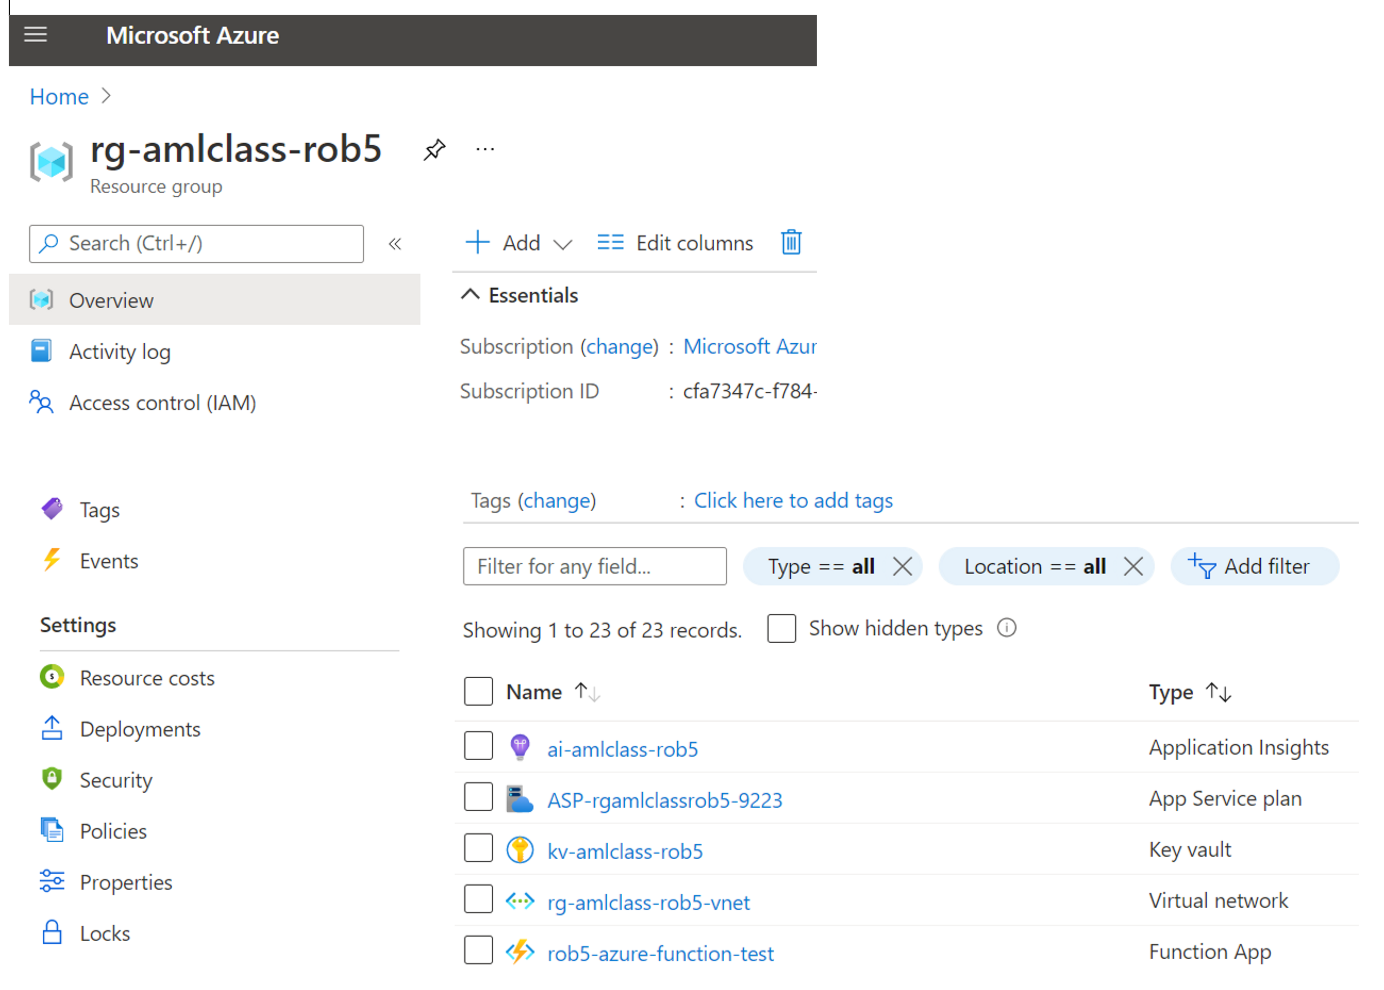 Microsoft Azure
Home
rg-amlclass-rob5 ...
Resource group
Search (Ctrl+/)
«
Overview
Activity log
Access control (IAM)
Tags
Events
Settings
Resource costs
Deployments
Security
Policies
Properties
Locks
Add
Edit columns
Essentials
Subscription (change) : Microsoft Azur
Subscription ID : cfa7347c-f784-
Tags (change) : Click here to add tags
Filter for any field...
Type == all
Location == all
Add filter
Showing 1 to 23 of 23 records.
Show hidden types
Name ↑↓ Type ↑↓
ai-amlclass-rob5 Application Insights
ASP-rgamlclassrob5-9223 App Service plan
kv-amlclass-rob5 Key vault
rg-amlclass-rob5-vnet Virtual network
rob5-azure-function-test Function App